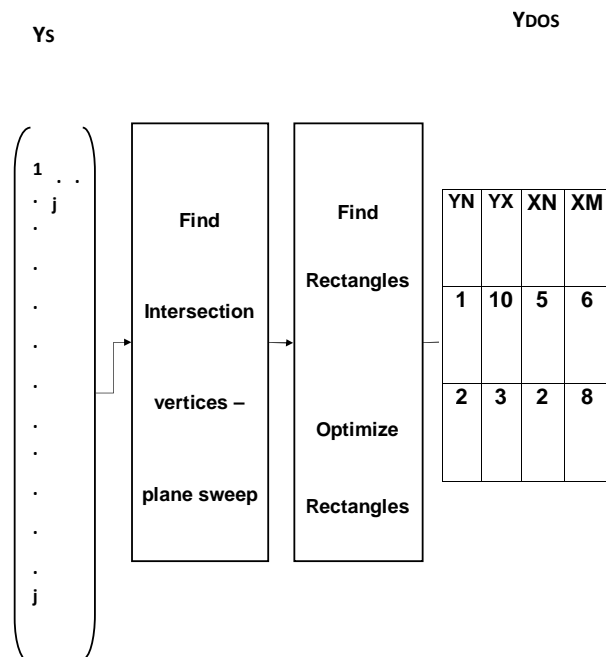 Ys
YDOS
1 . .
. j
.
.
.
.
.
.
.
.
.
j
Find
Intersection
vertices –
plane sweep
Find
Rectangles
Optimize
Rectangles
YN YX XN XM
1 10 5 6
2 3 2 8